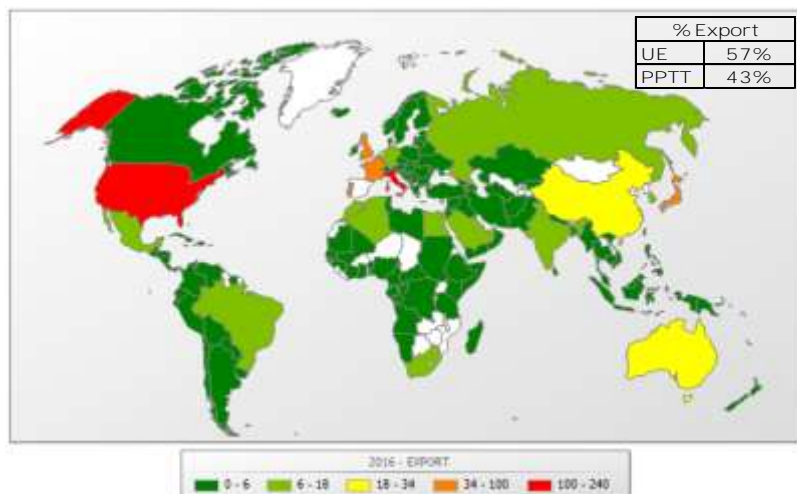 % Export
UE 57%
PPTT 43%
2016 - EXPORT
0 - 6 6 - 18 18 - 34 34 - 100 100 - 240